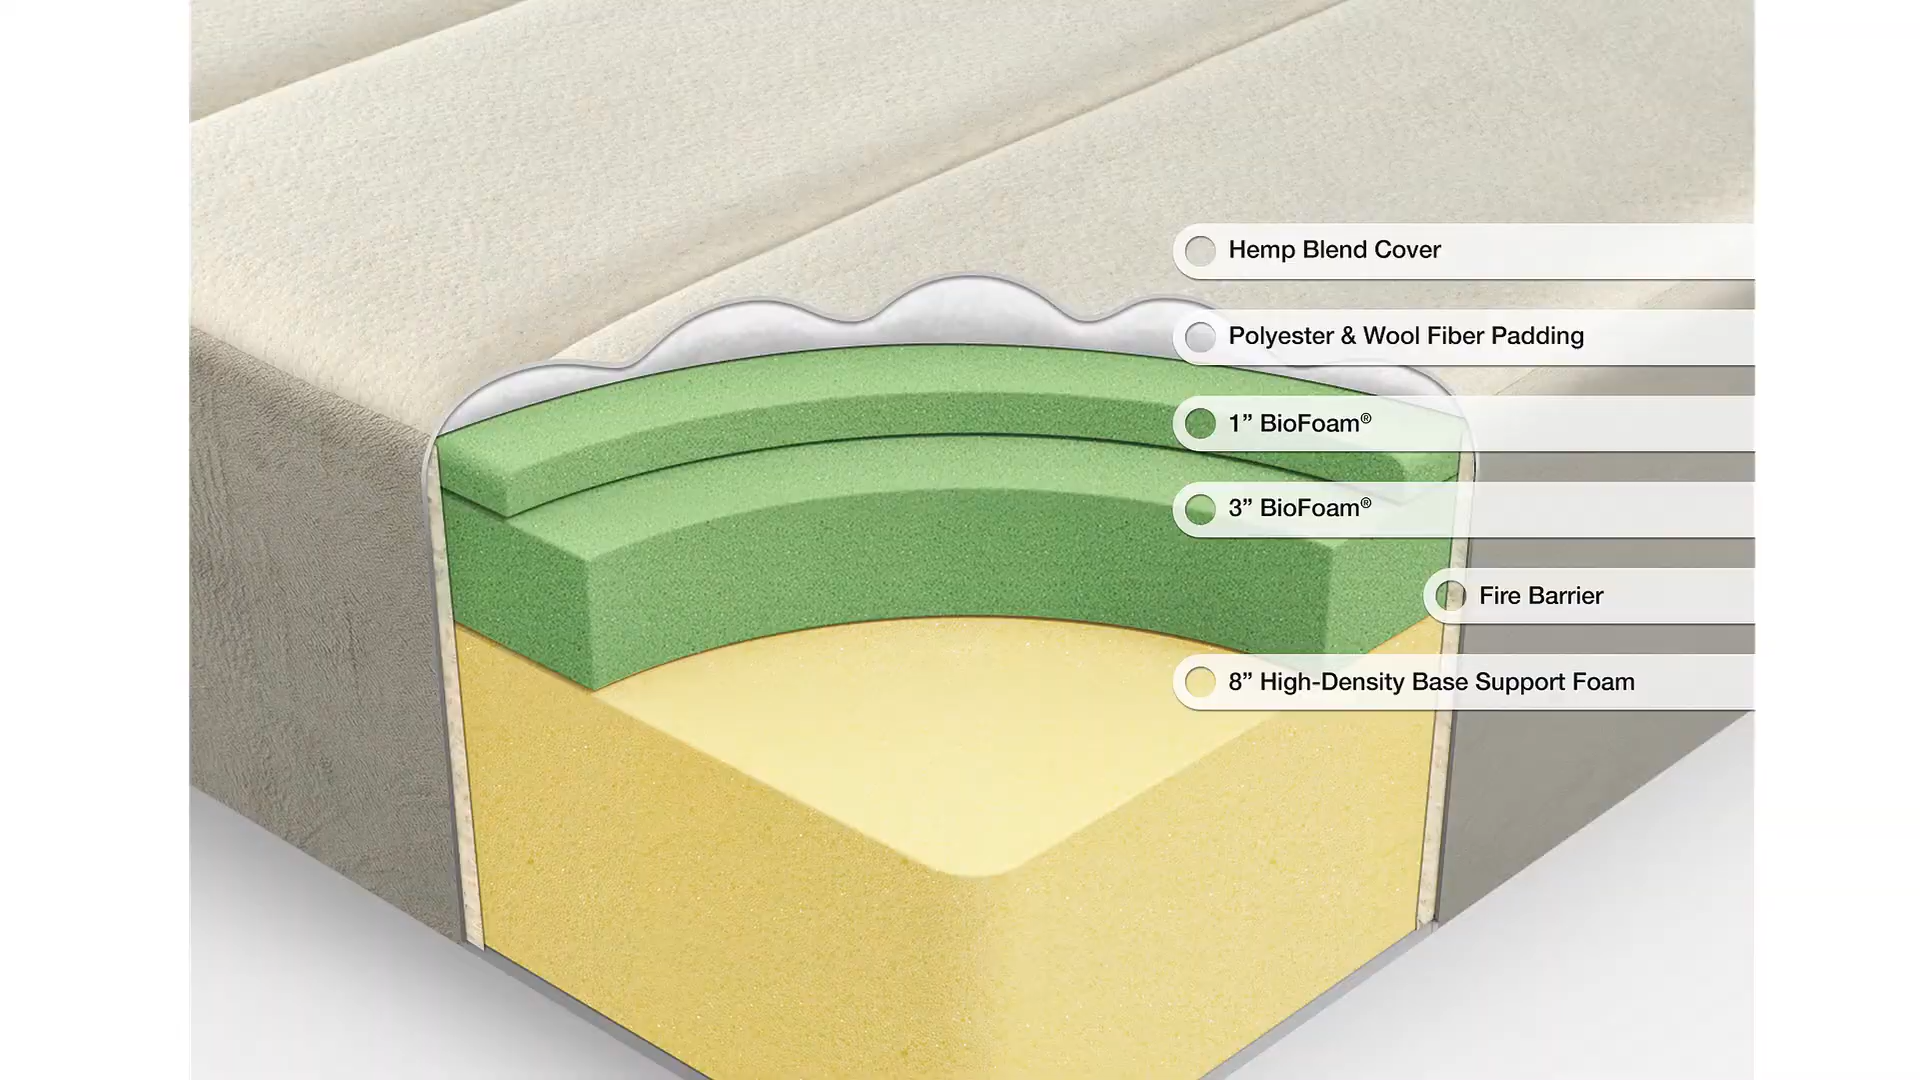 Hemp Blend Cover
Polyester & Wool Fiber Padding
1” BioFoam®
3” BioFoam®
Fire Barrier
8” High-Density Base Support Foam